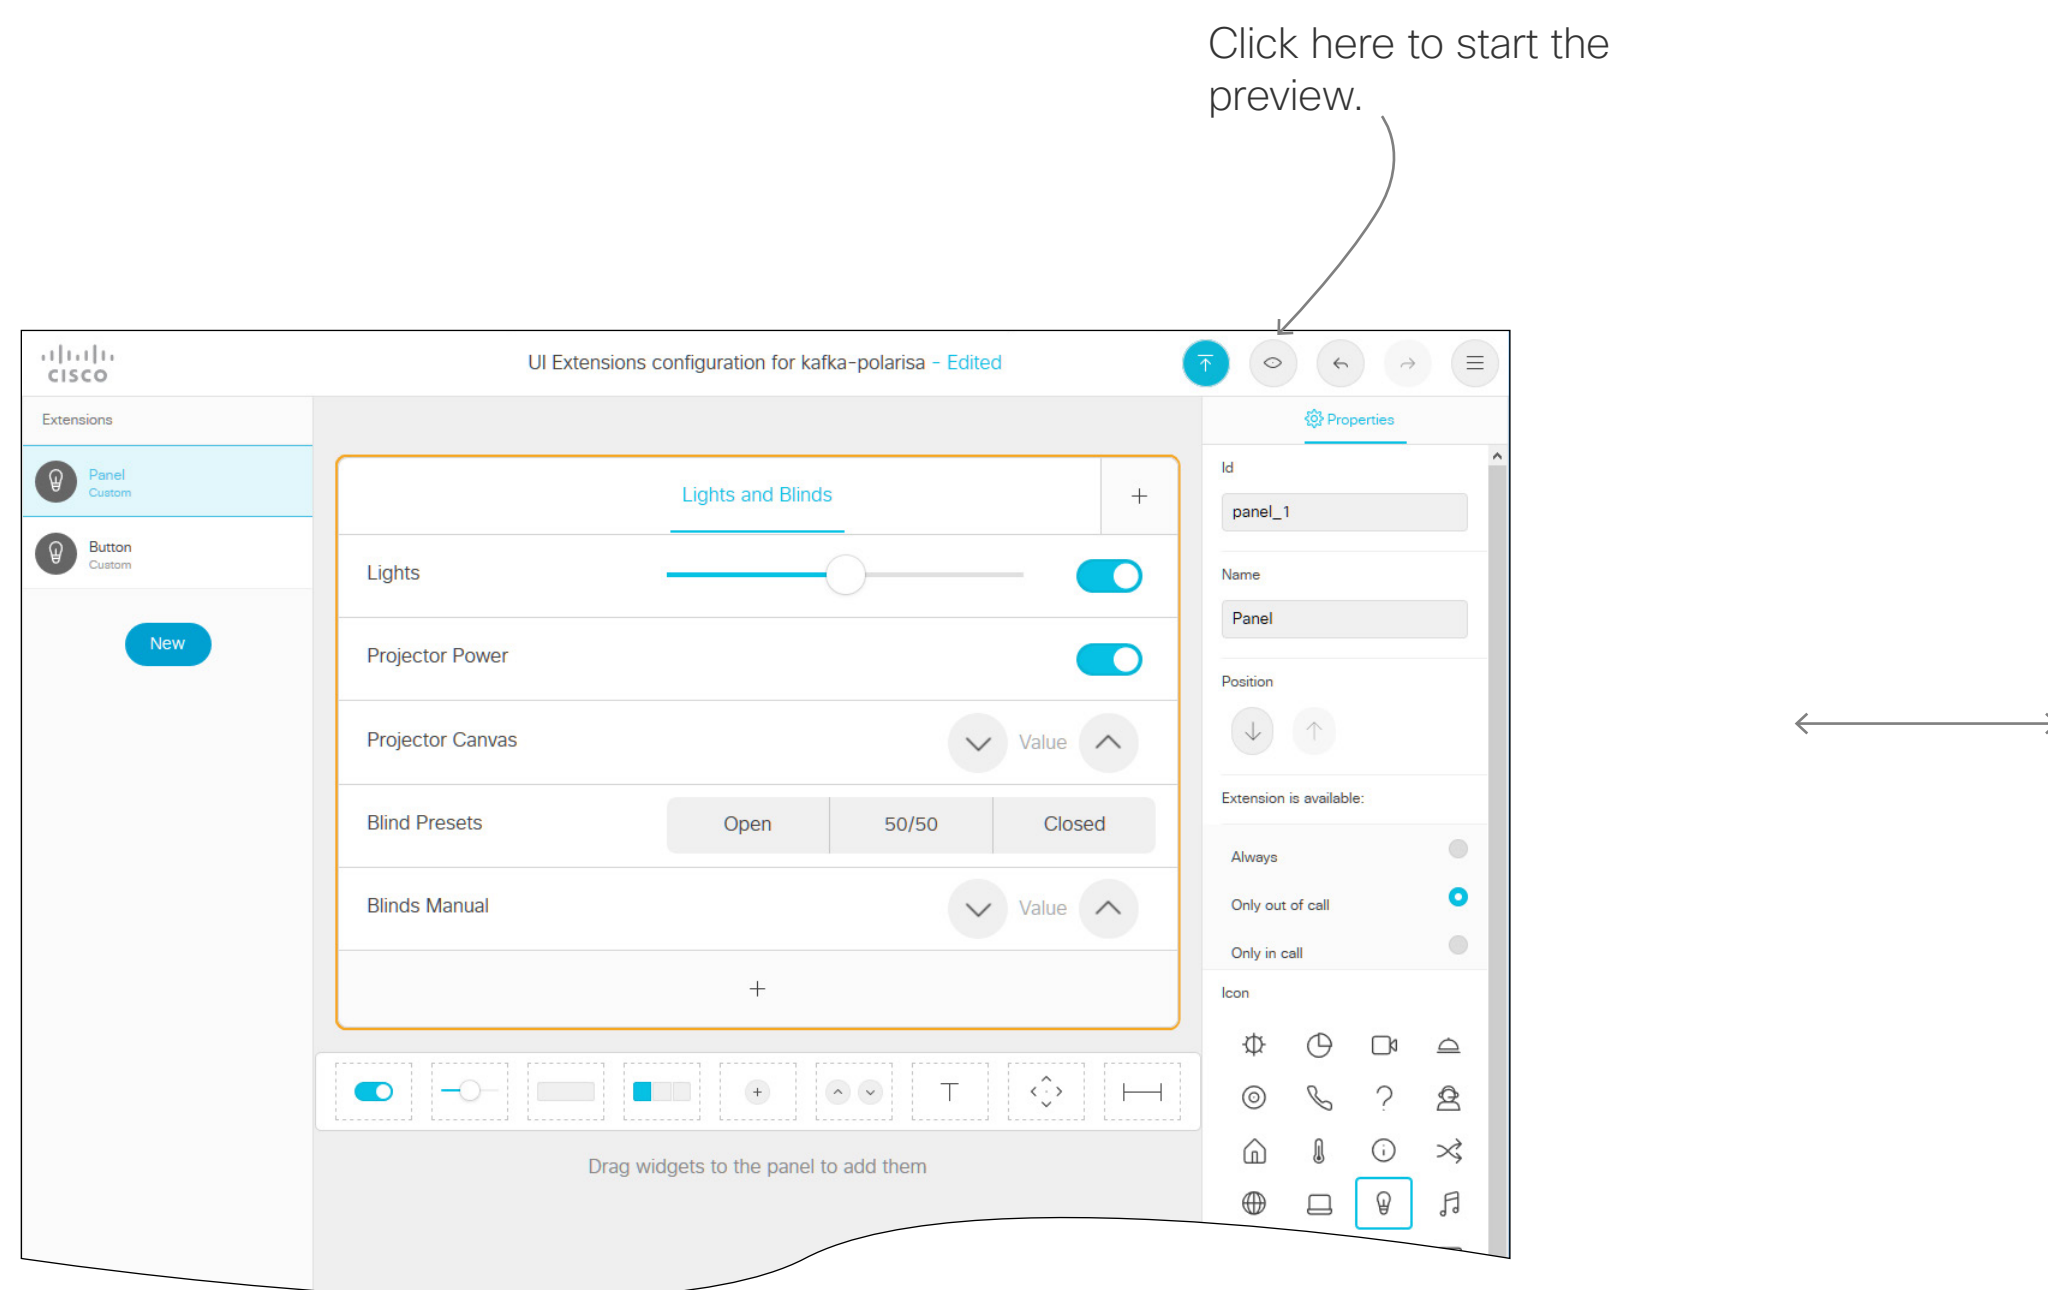 Click here to start the
preview.
CISCO
UI Extensions configuration for kafka-polarisa - Edited
Extensions
Properties
Panel
Custom
Button
Custom
New
Lights and Blinds
+
Lights
Projector Power
Projector Canvas
Value
Blind Presets
Open
50/50
Closed
Blinds Manual
Value
+
Drag widgets to the panel to add them
Id
panel_1
Name
Panel
Position
Extension is available:
Always
Only out of call
Only in call
Icon